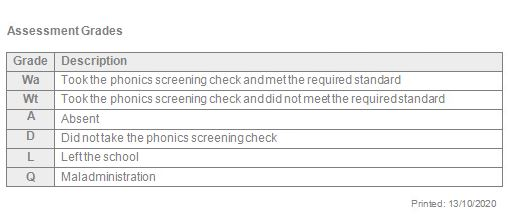 Assessment Grades
Grade Description
Wa Took the phonics screening check and met the required standard
Wt Took the phonics screening check and did not meet the required standard
A Absent
D Did not take the phonics screening check
L Left the school
Q Maladministration
Printed: 13/10/2020